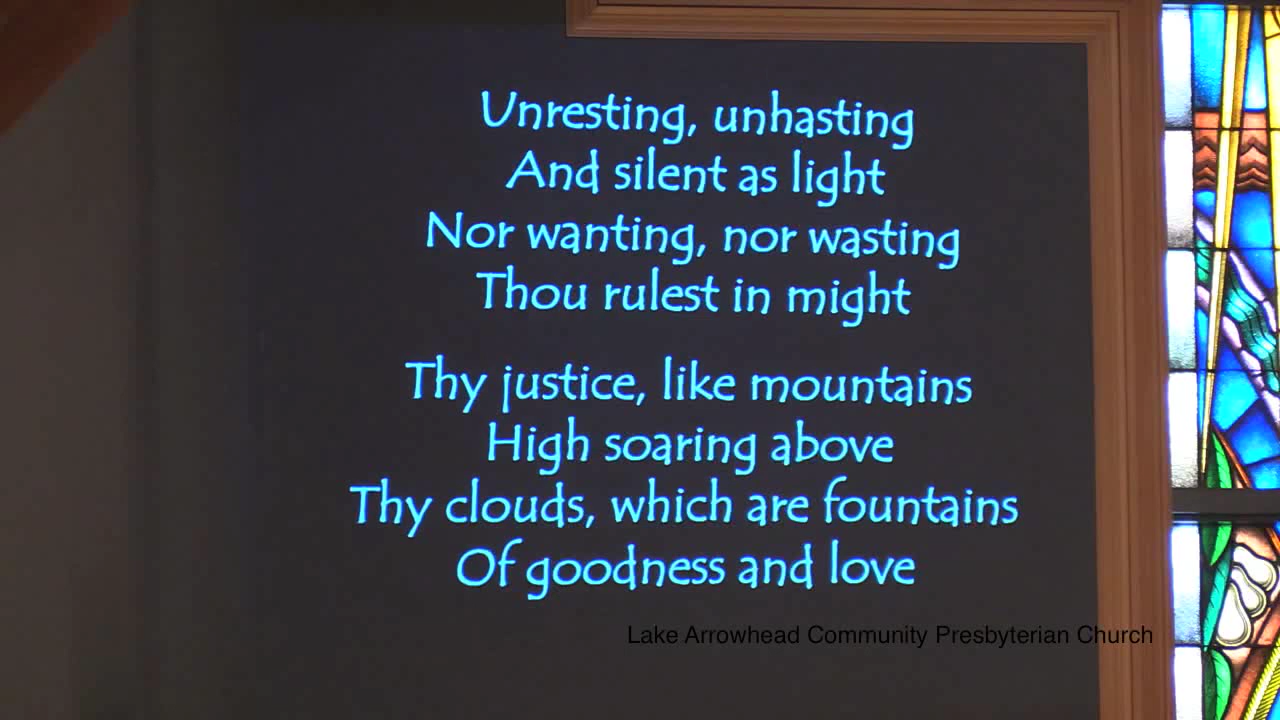 Unresting, unhasting
And silent as light
Nor wanting, nor wasting
Thou rulest in might
Thy justice, like mountains
High soaring above
Thy clouds, which are fountains
Of goodness and love
Lake Arrowhead Community Presbyterian Church